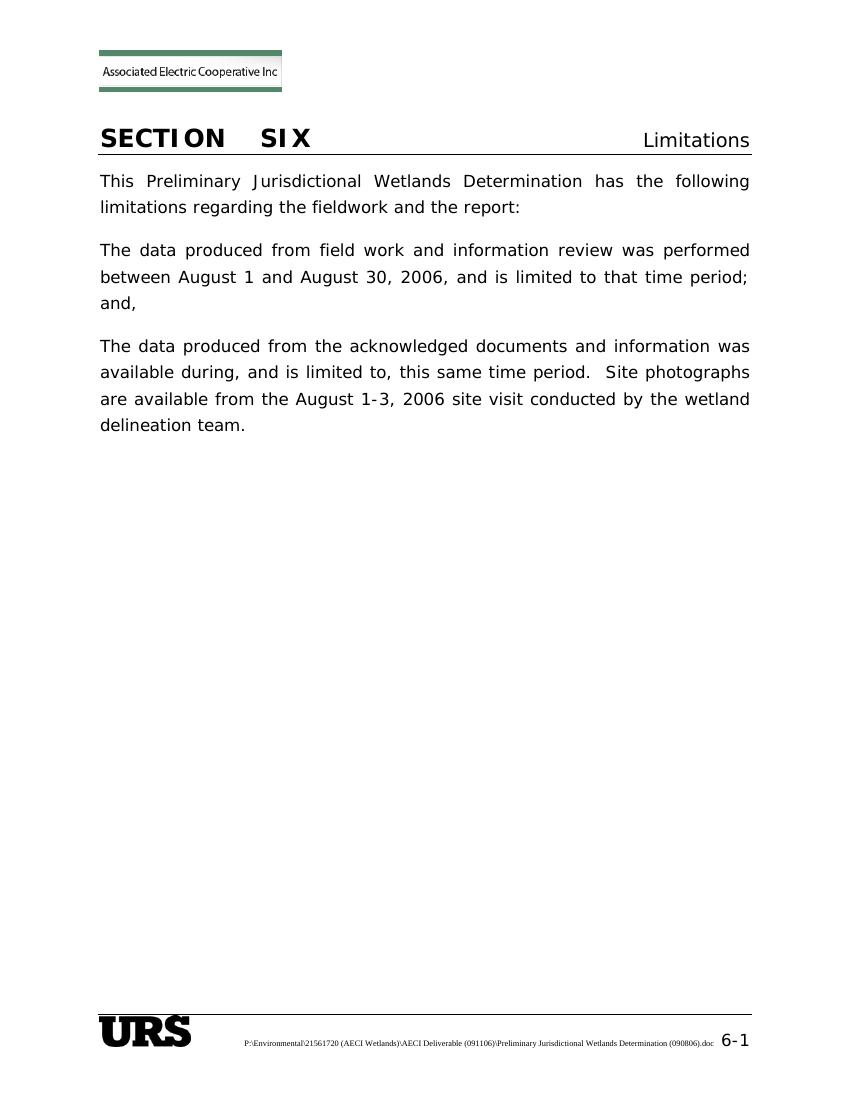 Associated Electric Cooperative Inc
SECTION SIX Limitations
This Preliminary Jurisdictional Wetlands Determination has the following
limitations regarding the fieldwork and the report:
The data produced from field work and information review was performed
between August 1 and August 30, 2006, and is limited to that time period;
and,
The data produced from the acknowledged documents and information was
available during, and is limited to, this same time period. Site photographs
are available from the August 1-3, 2006 site visit conducted by the wetland
delineation team.
URS P:\Environmental\21561720 (AECI Wetlands)\AECI Deliverable (091106)\Preliminary Jurisdictional Wetlands Determination (090806).doc 6-1